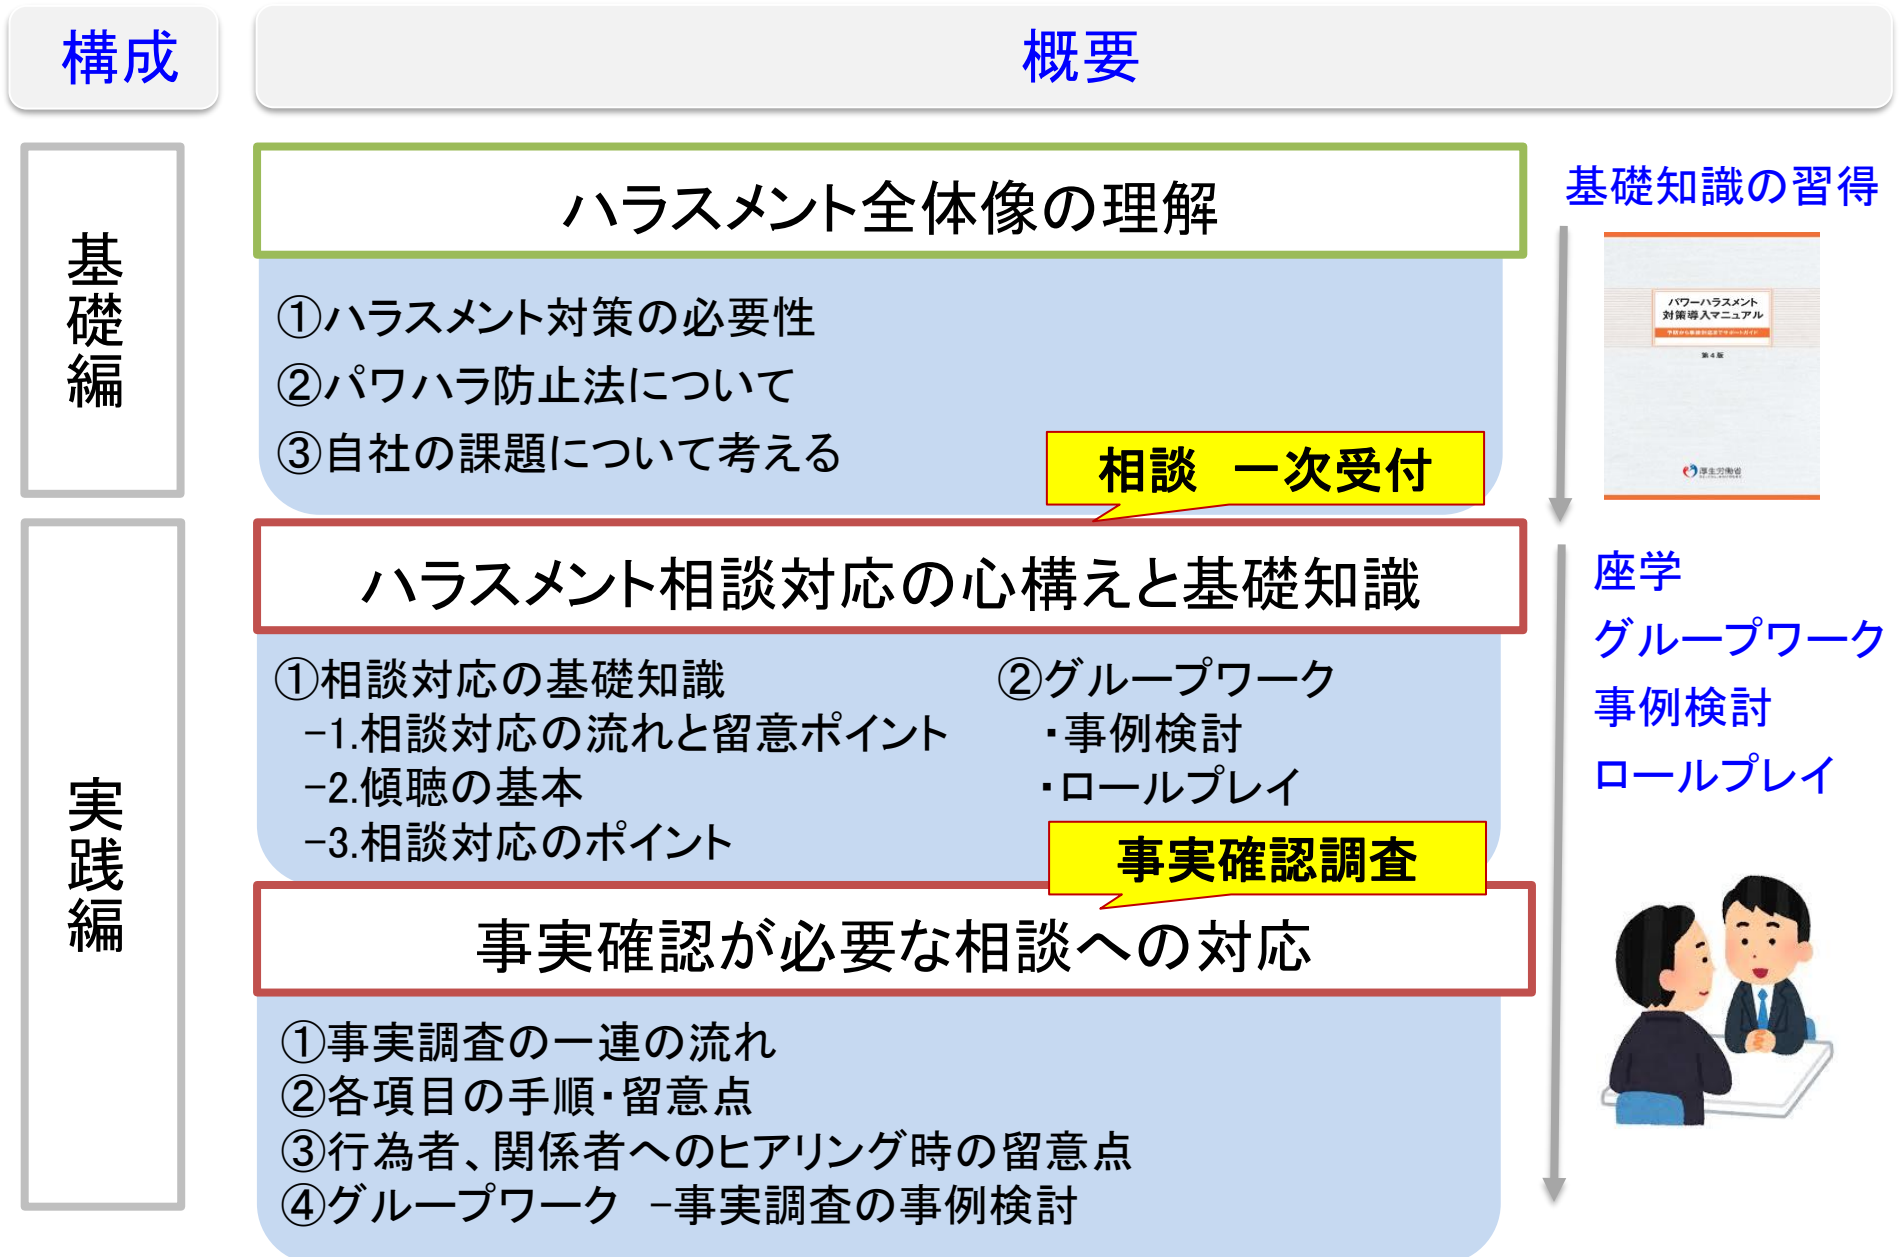 構成
概要
基礎編
ハラスメント全体像の理解
①ハラスメント対策の必要性
②パワハラ防止法について
③自社の課題について考える
基礎知識の習得
パワーハラスメント
対策導入マニュアル
第4版
厚生労働省
相談　一次受付
実践編
ハラスメント相談対応の心構えと基礎知識
①相談対応の基礎知識
－1.相談対応の流れと留意ポイント
－2.傾聴の基本
－3.相談対応のポイント
②グループワーク
・事例検討
・ロールプレイ
座学
グループワーク
事例検討
ロールプレイ
事実確認調査
事実確認が必要な相談への対応
①事実調査の一連の流れ
②各項目の手順・留意点
③行為者、関係者へのヒアリング時の留意点
④グループワーク　－事実調査の事例検討